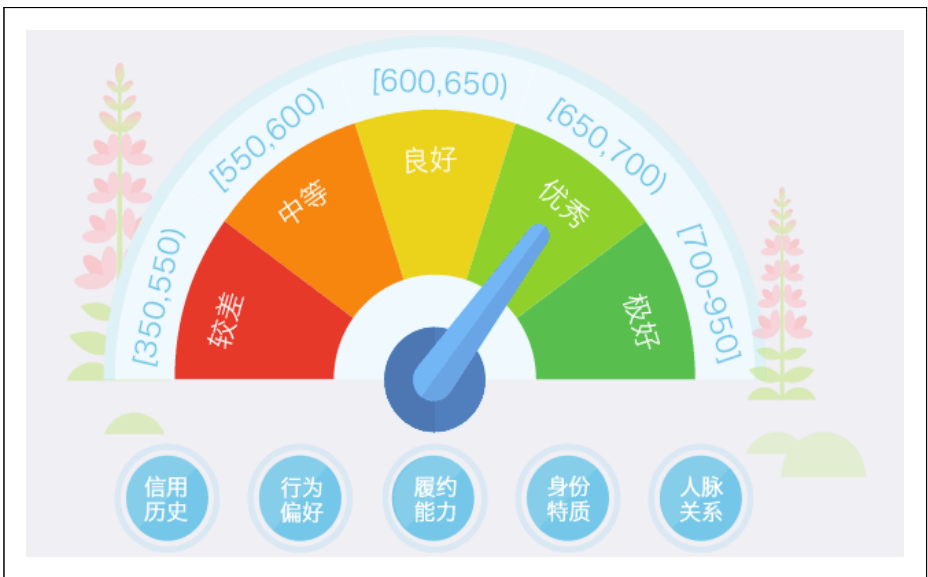 [350,550)
[550,600)
[600,650)
[650,700)
[700-950]
较差
中等
良好
优秀
极好
信用
历史
行为
偏好
履约
能力
身份
特质
人脉
关系